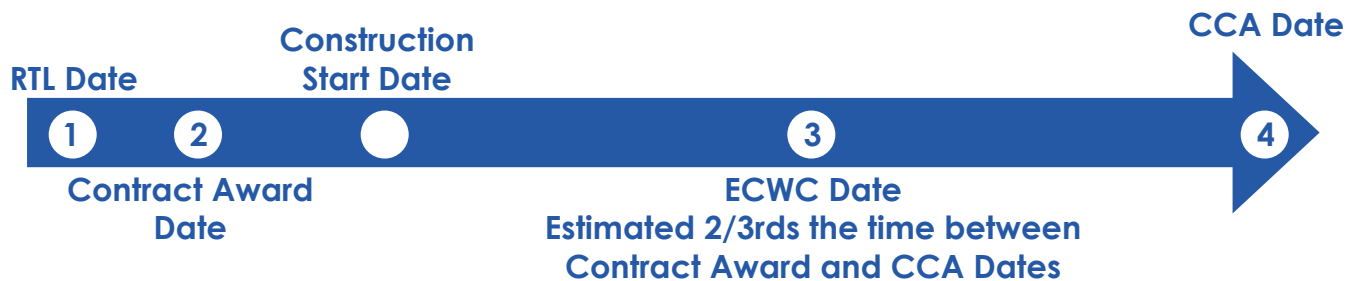 RTL Date
Construction
Start Date
CCA Date
1
2
3
4
Contract Award
Date
ECWC Date
Estimated 2/3rds the time between
Contract Award and CCA Dates